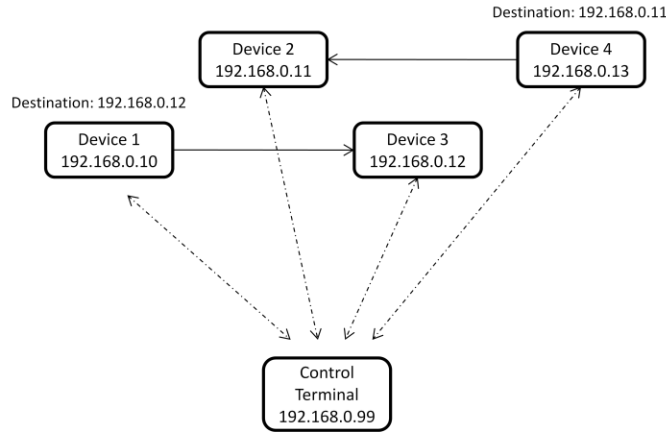 Destination: 192.168.0.11
Device 2
192.168.0.11
Device 4
192.168.0.13
Destination: 192.168.0.12
Device 1
192.168.0.10
Device 3
192.168.0.12
Control
Terminal
192.168.0.99